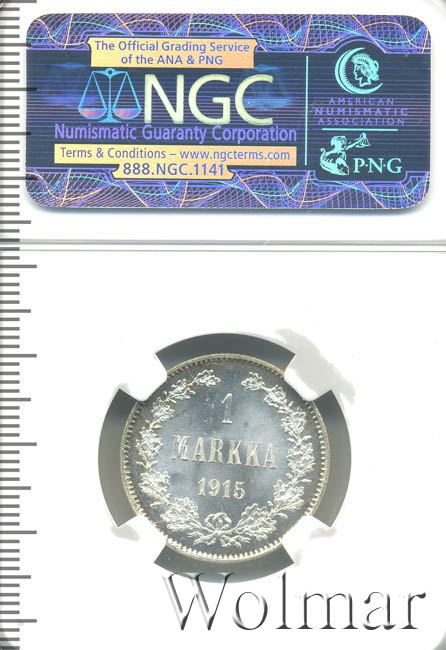 The Official Grading Service
of the ANA & PNG
NGC
Numismatic Guaranty Corporation
Terms & Conditions – www.ngcterms.com
888.NGC.1141
AMERICAN
NUMISMATIC
ASSOCIATION
P·N·G
1
MARKKA
1915
Wolmar